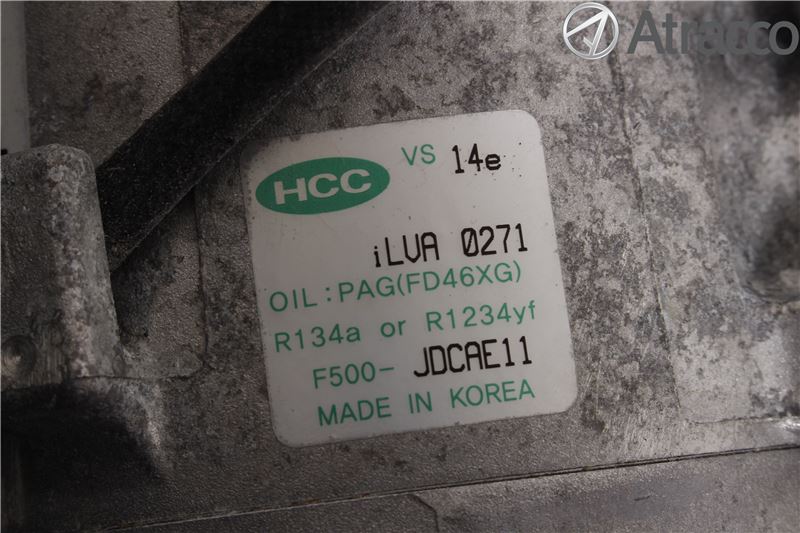 Atracco
HCC VS 14e
iLVA 0271
OIL : PAG(FD46XG)
R134a or R1234yf
F500- JDCAE11
MADE IN KOREA